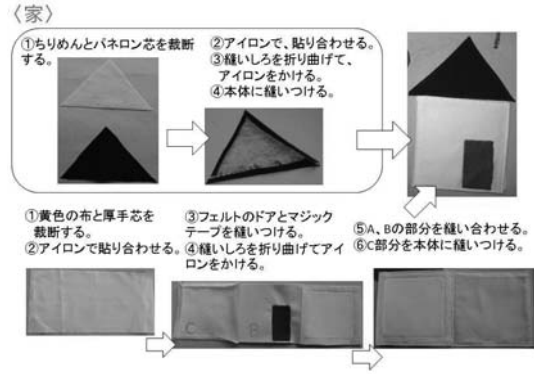 〈家〉
①ちりめんとバネロン芯を裁断
する。
②アイロンで、貼り合わせる。
③縫いしろを折り曲げて、
アイロンをかける。
④本体に縫いつける。
①黄色の布と厚手芯を
裁断する。
②アイロンで貼り合わせる。
③フェルトのドアとマジック
テープを縫いつける。
④縫いしろを折り曲げてアイ
ロンをかける。
⑤A、Bの部分を縫い合わせる。
⑥C部分を本体に縫いつける。
C
B